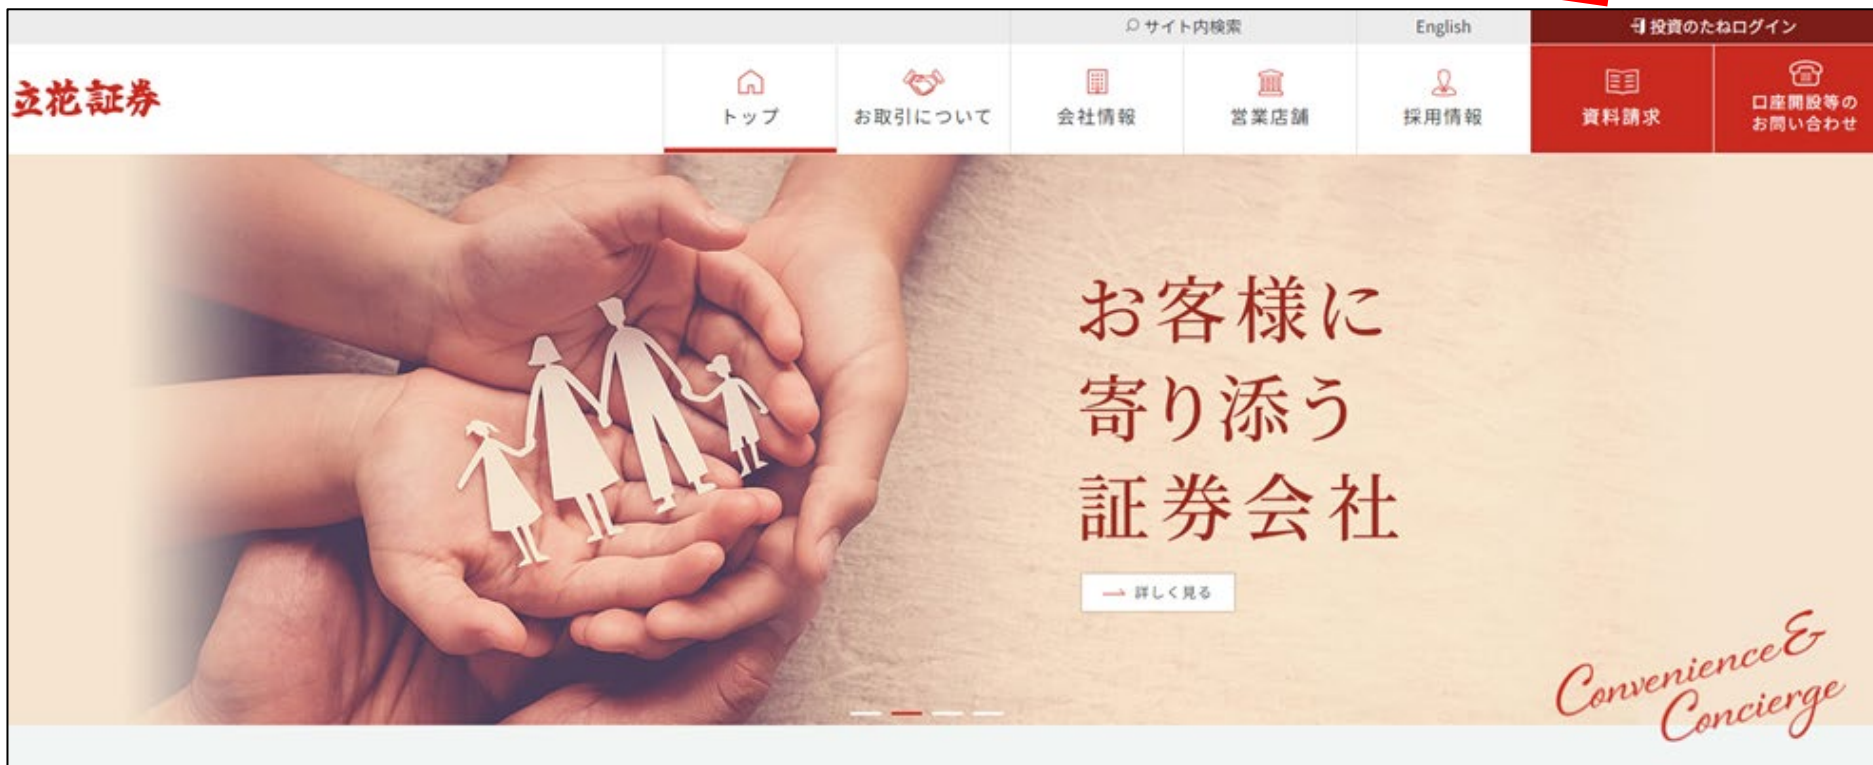 サイト内検索
English
投資のたねログイン
立花証券
トップ
お取引について
会社情報
営業店舗
採用情報
資料請求
口座開設等の
お問い合わせ
お客様に
寄り添う
証券会社
詳しく見る
Convenience &
Concierge